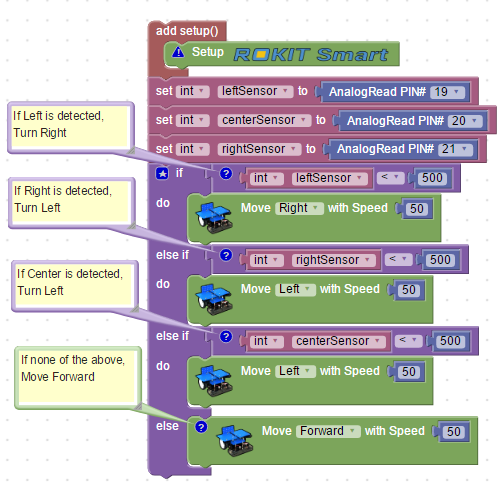 add setup()
Setup ROKIT Smart
set int leftSensor to AnalogRead PIN# 19
set int centerSensor to AnalogRead PIN# 20
set int rightSensor to AnalogRead PIN# 21
If Left is detected,
Turn Right
if int leftSensor < 500
do Move Right with Speed 50
If Right is detected,
Turn Left
else if int rightSensor < 500
do Move Left with Speed 50
If Center is detected,
Turn Left
else if int centerSensor < 500
do Move Left with Speed 50
If none of the above,
Move Forward
else Move Forward with Speed 50